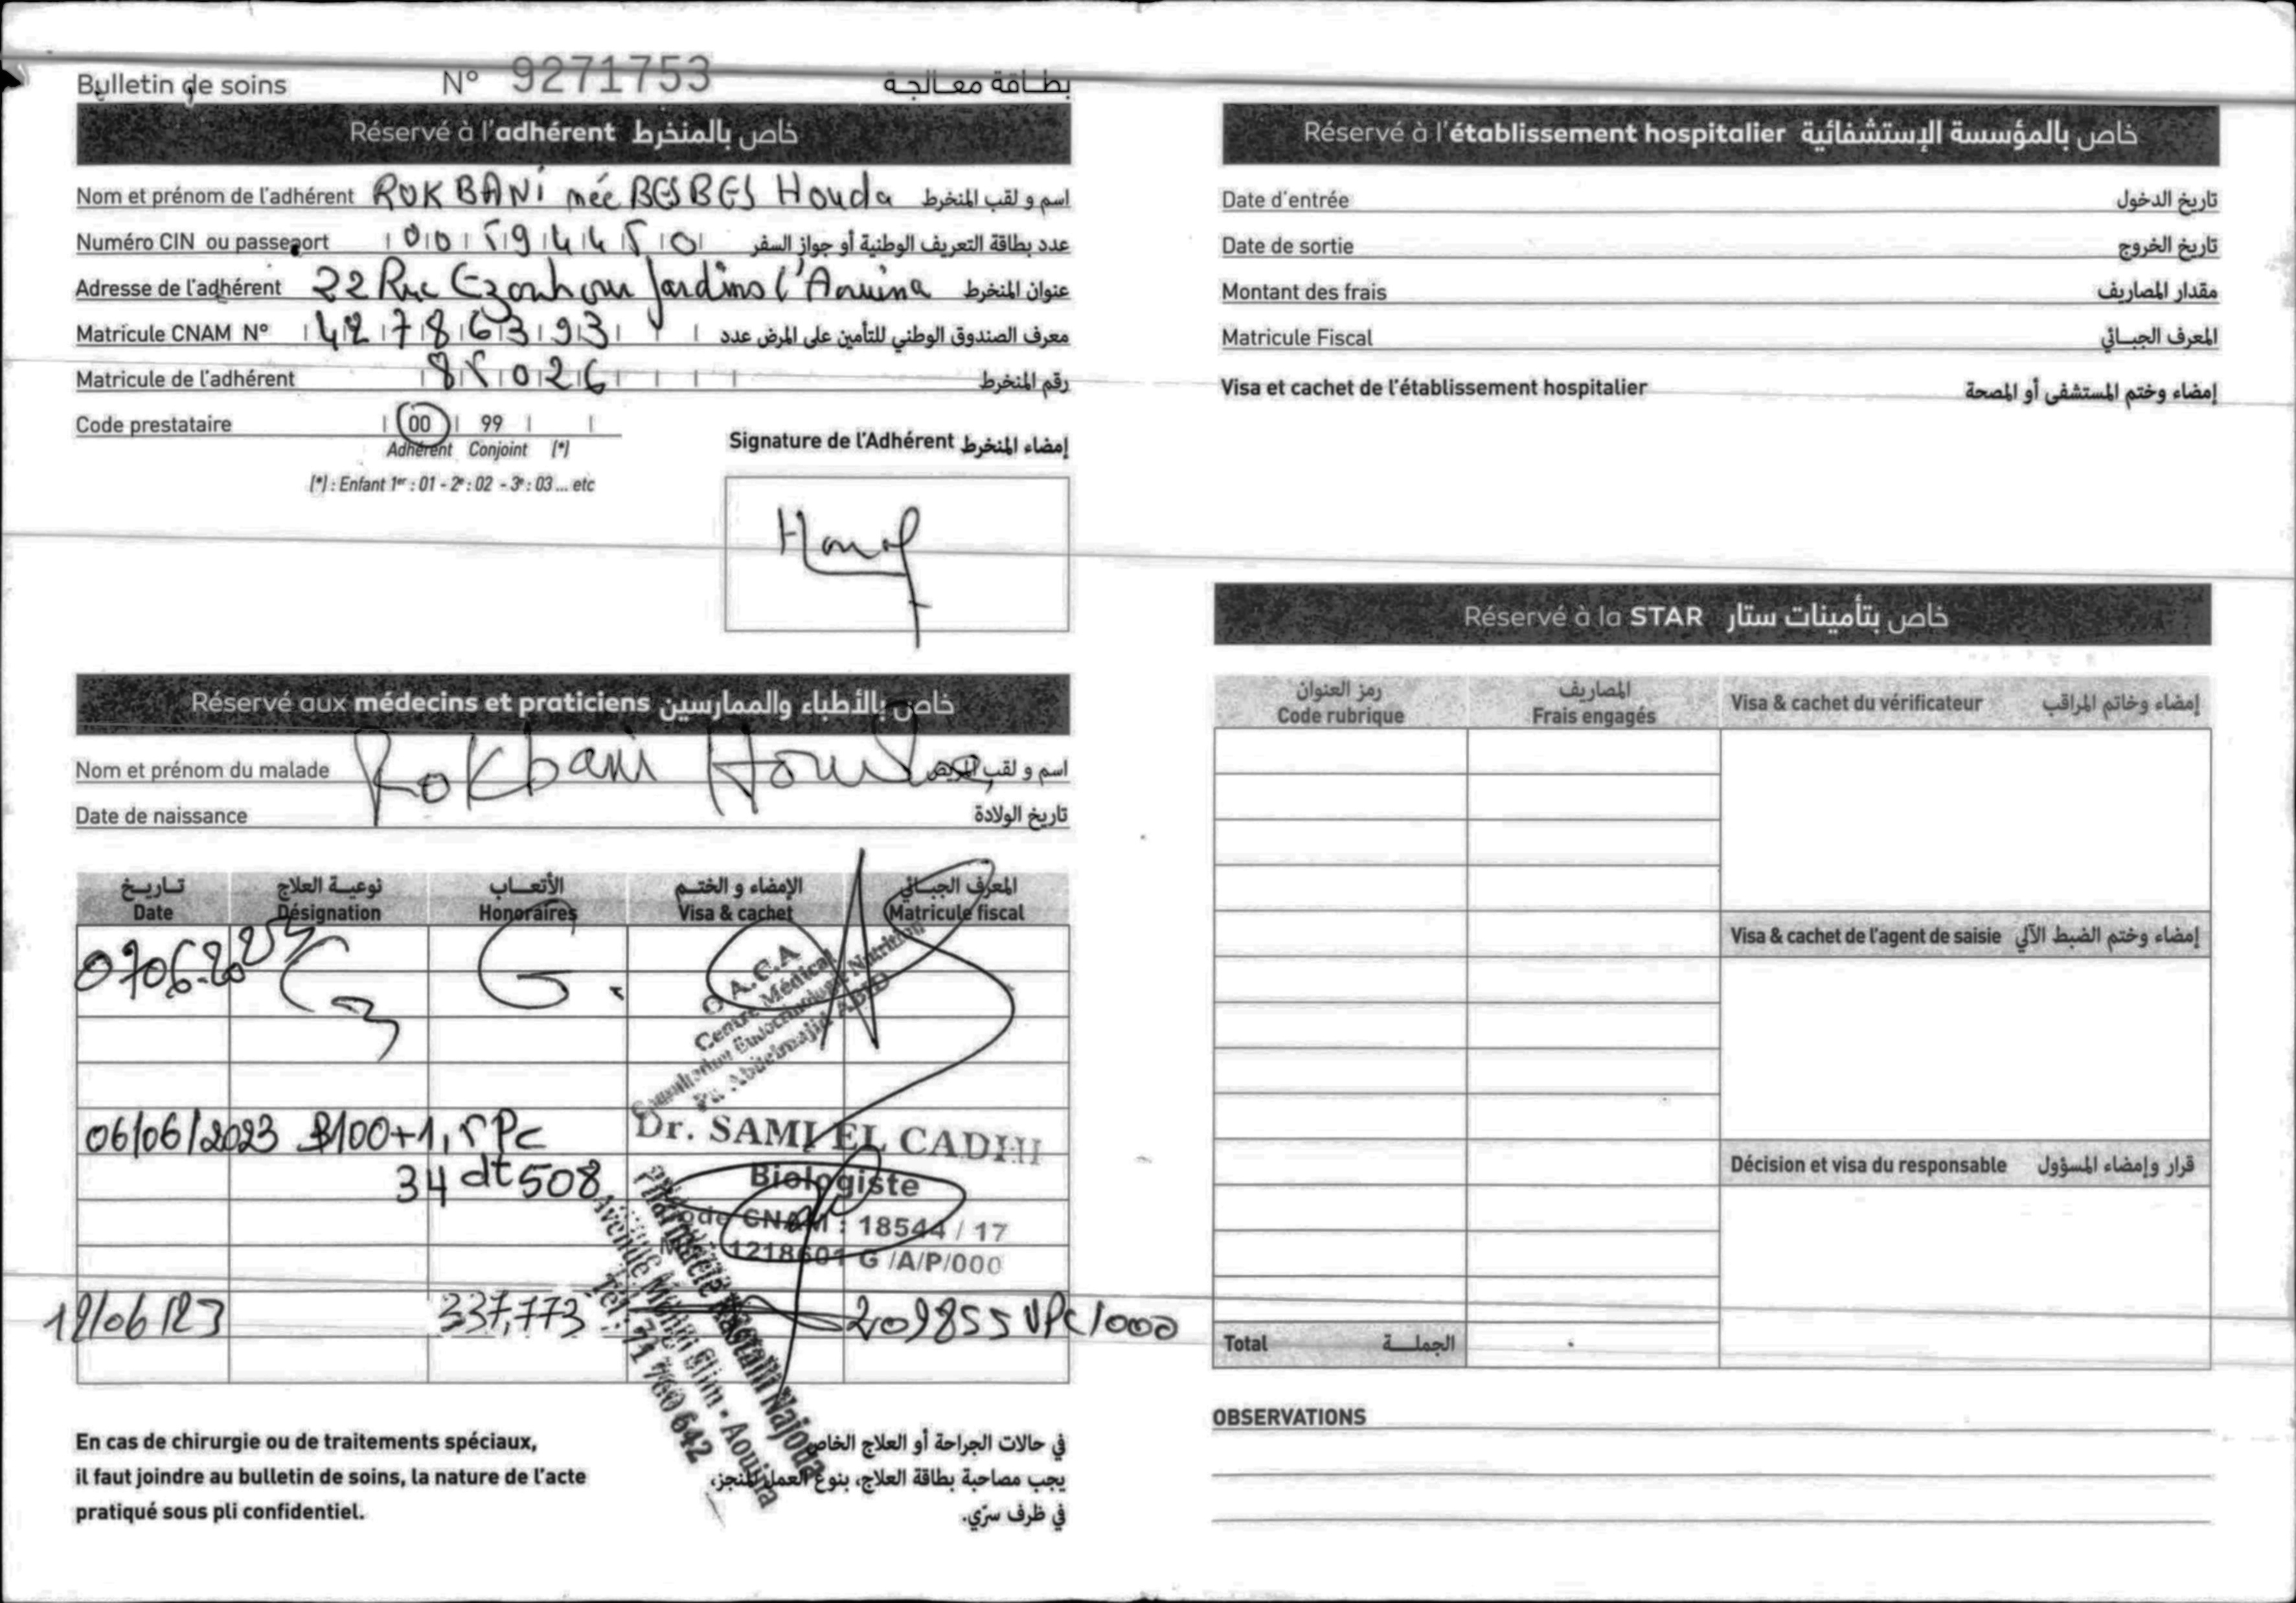 Bulletin de soins N° 9271753 بطاقة معالجة
Réservé à l'adhérent خاص بالمنخرط
Nom et prénom de l'adhérent ROKBANI née BESBES Houda اسم و لقب المنخرط
Numéro CIN ou passeport 00594450 عدد بطاقة التعريف الوطنية أو جواز السفر
Adresse de l'adhérent 22 Rue Ezouhour Jardins l'Aouina عنوان المنخرط
Matricule CNAM N° 42786393 معرف الصندوق الوطني للتأمين على المرض عدد
Matricule de l'adhérent 85026 رقم المنخرط
Code prestataire 00 99
Adhérent Conjoint (*)
(*) : Enfant 1er : 01 - 2e : 02 - 3e : 03 ... etc
Signature de l'Adhérent إمضاء المنخرط
Réservé aux médecins et praticiens خاص بالأطباء والممارسين
Nom et prénom du malade Rokbani Houda اسم و لقب المريض
Date de naissance تاريخ الولادة
تاريخ نوعية العلاج الأتعاب الإمضاء و الختم المعرف الجبائي
Date Désignation Honoraires Visa & cachet Matricule fiscal
07.06.2023 C3 G.
O.A.C.A
Centre Médical
Consultation Endocrinologie Nutrition
Pr. Abdelmajid ABID
06/06/2023 B100+1,5PC
34dt508
Dr. SAMI EL CADHI
Biologiste
Code CNAM : 18544 / 17
1218601 G /A/P/000
12/06/23 337,773 209855 VPC/000
Pharmacie Najoua
Avenue Mongi Slim - Aouina
Tél : 71 760 642
En cas de chirurgie ou de traitements spéciaux,
il faut joindre au bulletin de soins, la nature de l'acte
pratiqué sous pli confidentiel.
في حالات الجراحة أو العلاج الخاص
يجب مصاحبة بطاقة العلاج، بنوع العمل المنجز،
في ظرف سرّي.
Réservé à l'établissement hospitalier خاص بالمؤسسة الإستشفائية
Date d'entrée تاريخ الدخول
Date de sortie تاريخ الخروج
Montant des frais مقدار المصاريف
Matricule Fiscal المعرف الجبائي
Visa et cachet de l'établissement hospitalier إمضاء وختم المستشفى أو المصحة
Réservé à la STAR خاص بتأمينات ستار
رمز العنوان المصاريف
Code rubrique Frais engagés Visa & cachet du vérificateur إمضاء وخاتم المراقب
Visa & cachet de l'agent de saisie إمضاء وختم الضبط الآلي
Décision et visa du responsable قرار وإمضاء المسؤول
Total الجملة
OBSERVATIONS